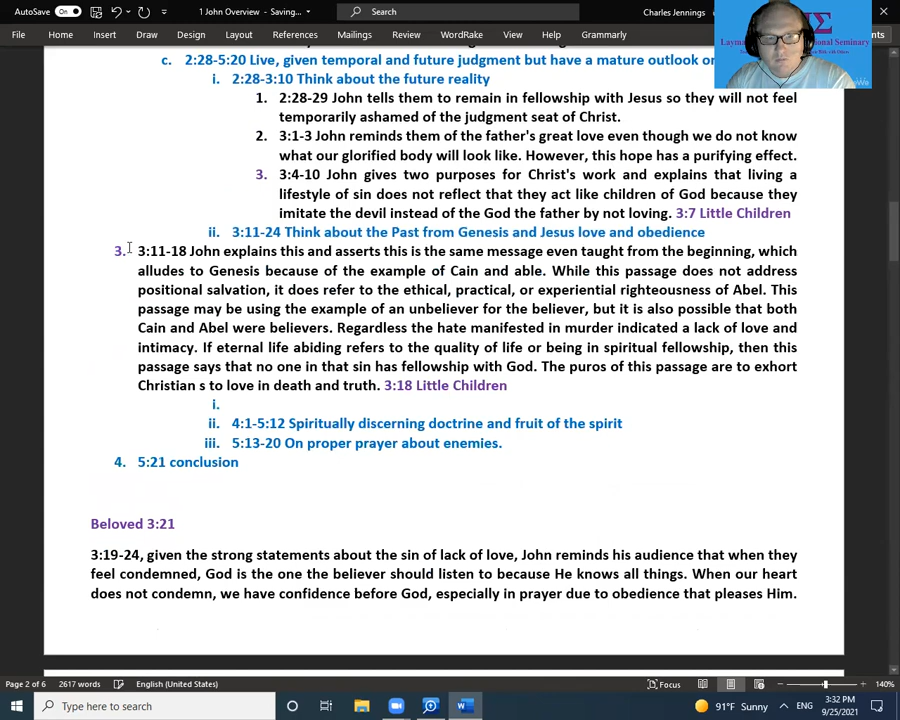 AutoSave On 1 John Overview - Saving... Search Charles Jennings
File Home Insert Draw Design Layout References Mailings Review WordRake View Help Grammarly
c. 2:28-5:20 Live, given temporal and future judgment but have a mature outlook
i. 2:28-3:10 Think about the future reality
1. 2:28-29 John tells them to remain in fellowship with Jesus so they will not feel
temporarily ashamed of the judgment seat of Christ.
2. 3:1-3 John reminds them of the father's great love even though we do not know
what our glorified body will look like. However, this hope has a purifying effect.
3. 3:4-10 John gives two purposes for Christ's work and explains that living a
lifestyle of sin does not reflect that they act like children of God because they
imitate the devil instead of the God the father by not loving. 3:7 Little Children
ii. 3:11-24 Think about the Past from Genesis and Jesus love and obedience
3. 3:11-18 John explains this and asserts this is the same message even taught from the beginning, which
alludes to Genesis because of the example of Cain and able. While this passage does not address
positional salvation, it does refer to the ethical, practical, or experiential righteousness of Abel. This
passage may be using the example of an unbeliever for the believer, but it is also possible that both
Cain and Abel were believers. Regardless the hate manifested in murder indicated a lack of love and
intimacy. If eternal life abiding refers to the quality of life or being in spiritual fellowship, then this
passage says that no one in that sin has fellowship with God. The puros of this passage are to exhort
Christian s to love in death and truth. 3:18 Little Children
i.
ii. 4:1-5:12 Spiritually discerning doctrine and fruit of the spirit
iii. 5:13-20 On proper prayer about enemies.
4. 5:21 conclusion
Beloved 3:21
3:19-24, given the strong statements about the sin of lack of love, John reminds his audience that when they
feel condemned, God is the one the believer should listen to because He knows all things. When our heart
does not condemn, we have confidence before God, especially in prayer due to obedience that pleases Him.
Page 2 of 6 2617 words English (United States) Focus 140%
Type here to search 91°F Sunny ENG 3:32 PM
9/25/2021